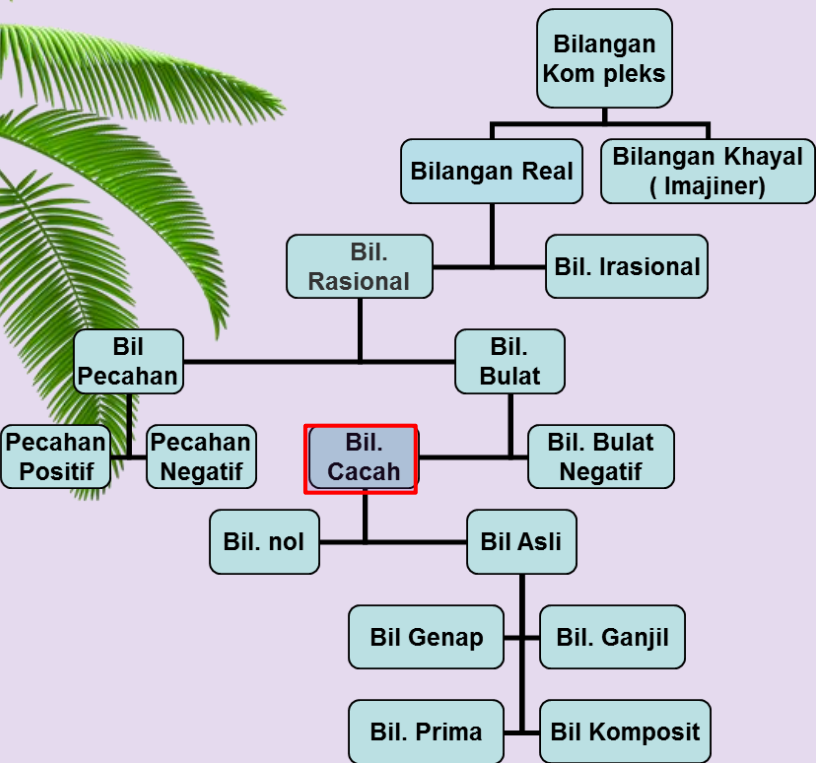 Bilangan
Kom pleks
Bilangan Real
Bilangan Khayal
( Imajiner)
Bil.
Rasional
Bil. Irasional
Bil
Pecahan
Bil.
Bulat
Pecahan
Positif
Pecahan
Negatif
Bil.
Cacah
Bil. Bulat
Negatif
Bil. nol
Bil Asli
Bil Genap
Bil. Ganjil
Bil. Prima
Bil Komposit